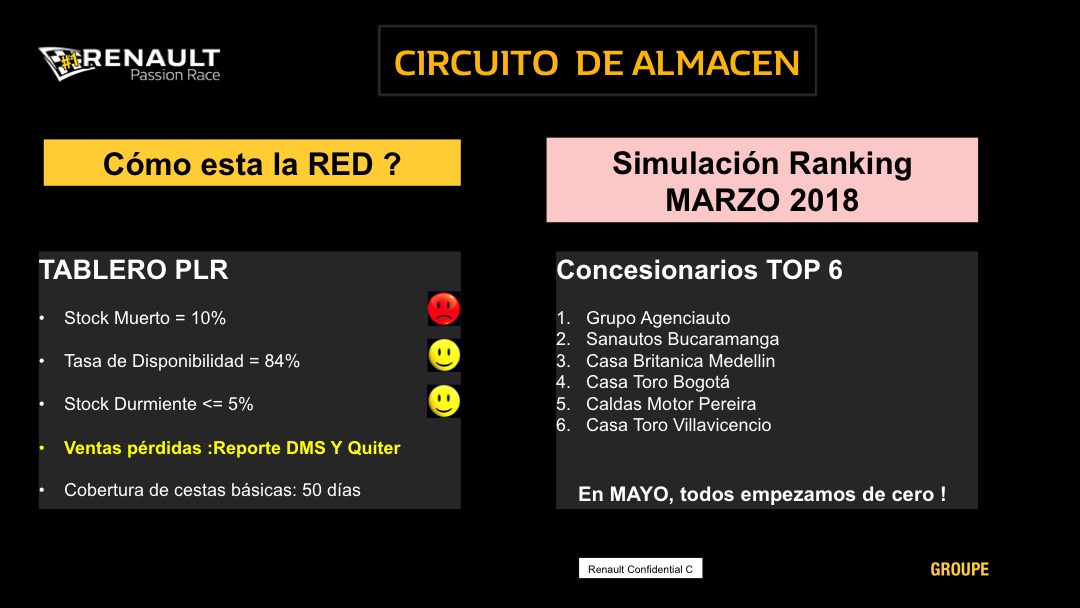 #1 RENAULT
Passion Race
CIRCUITO DE ALMACEN
Cómo esta la RED ?
Simulación Ranking
MARZO 2018
TABLERO PLR
• Stock Muerto = 10%
• Tasa de Disponibilidad = 84%
• Stock Durmiente <= 5%
• Ventas pérdidas :Reporte DMS Y Quiter
• Cobertura de cestas básicas: 50 días
Concesionarios TOP 6
1. Grupo Agenciauto
2. Sanautos Bucaramanga
3. Casa Britanica Medellin
4. Casa Toro Bogotá
5. Caldas Motor Pereira
6. Casa Toro Villavicencio
En MAYO, todos empezamos de cero !
Renault Confidential C
GROUPE